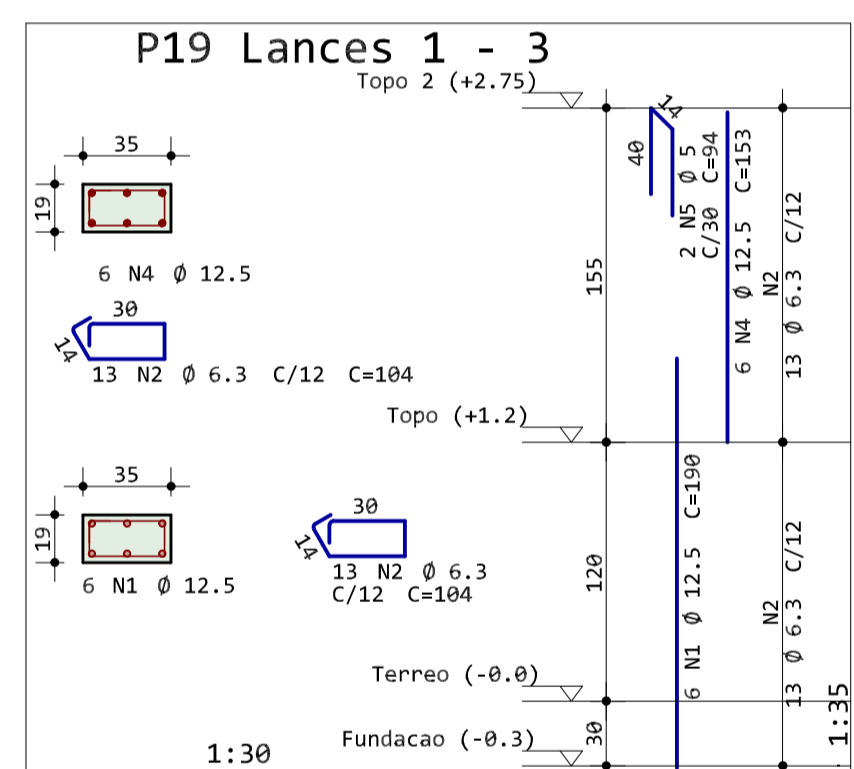 P19 Lances 1 - 3
Topo 2 (+2.75)
35
19
6 N4 Ø 12.5
30
14
13 N2 Ø 6.3 C/12 C=104
14
40
2 N5 Ø 5
C/30 C=94
6 N4 Ø 12.5 C=153
155
N2
13 Ø 6.3 C/12
Topo (+1.2)
35
19
6 N1 Ø 12.5
30
14
13 N2 Ø 6.3
C/12 C=104
120
6 N1 Ø 12.5 C=190
N2
13 Ø 6.3 C/12
Terreo (-0.0)
30
Fundacao (-0.3)
1:30
1:35